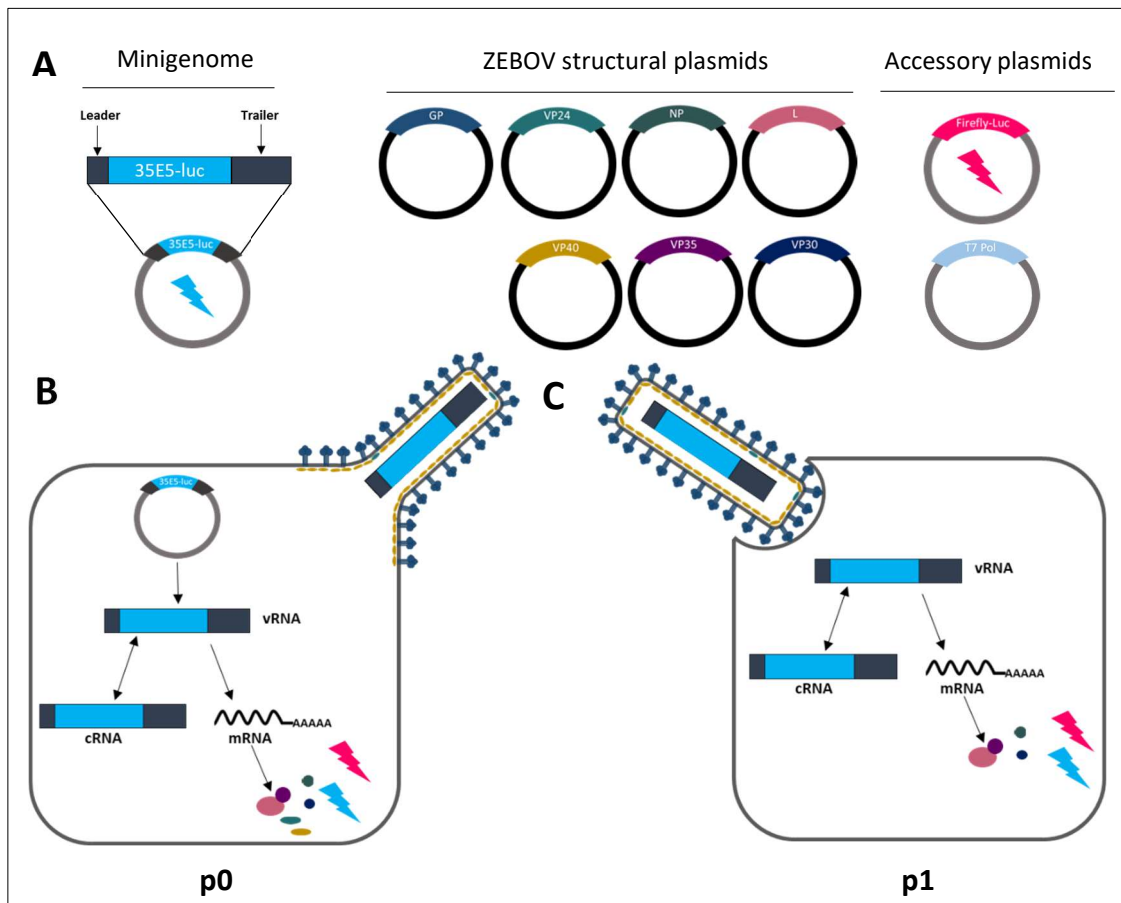 A
Minigenome
ZEBOV structural plasmids
Accessory plasmids
Leader
Trailer
35E5-luc
35E5-luc
GP
VP24
NP
L
Firefly-Luc
VP40
VP35
VP30
T7 Pol
B
35E5-luc
vRNA
cRNA
mRNA
AAAAA
p0
C
vRNA
cRNA
mRNA
AAAAA
p1